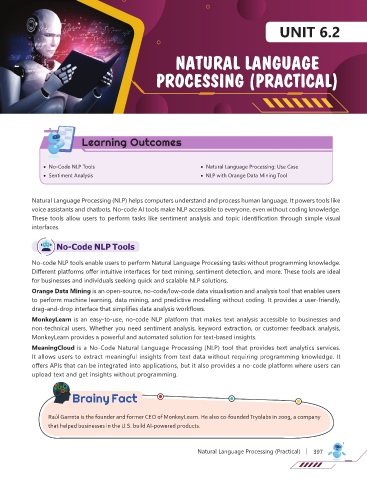 UNIT 6.2
NATURAL LANGUAGE
PROCESSING (PRACTICAL)
Learning Outcomes
• No-Code NLP Tools
• Natural Language Processing: Use Case
• Sentiment Analysis
• NLP with Orange Data Mining Tool
Natural Language Processing (NLP) helps computers understand and process human language. It powers tools like
voice assistants and chatbots. No-code AI tools make NLP accessible to everyone, even without coding knowledge.
These tools allow users to perform tasks like sentiment analysis and topic identification through simple visual
interfaces.
No-Code NLP Tools
No-code NLP tools enable users to perform Natural Language Processing tasks without programming knowledge.
Different platforms offer intuitive interfaces for text mining, sentiment detection, and more. These tools are ideal
for businesses and individuals seeking quick and scalable NLP solutions.
Orange Data Mining is an open-source, no-code/low-code data visualisation and analysis tool that enables users
to perform machine learning, data mining, and predictive modelling without coding. It provides a user-friendly,
drag-and-drop interface that simplifies data analysis workflows.
MonkeyLearn is an easy-to-use, no-code NLP platform that makes text analysis accessible to businesses and
non-technical users. Whether you need sentiment analysis, keyword extraction, or customer feedback analysis,
MonkeyLearn provides a powerful and automated solution for text-based insights.
MeaningCloud is a No-Code Natural Language Processing (NLP) tool that provides text analytics services.
It allows users to extract meaningful insights from text data without requiring programming knowledge. It
offers APIs that can be integrated into applications, but it also provides a no-code platform where users can
upload text and get insights without programming.
Brainy Fact
Raúl Garreta is the founder and former CEO of MonkeyLearn. He also co-founded Tryolabs in 2009, a company
that helped businesses in the U.S. build AI-powered products.
Natural Language Processing (Practical) | 397